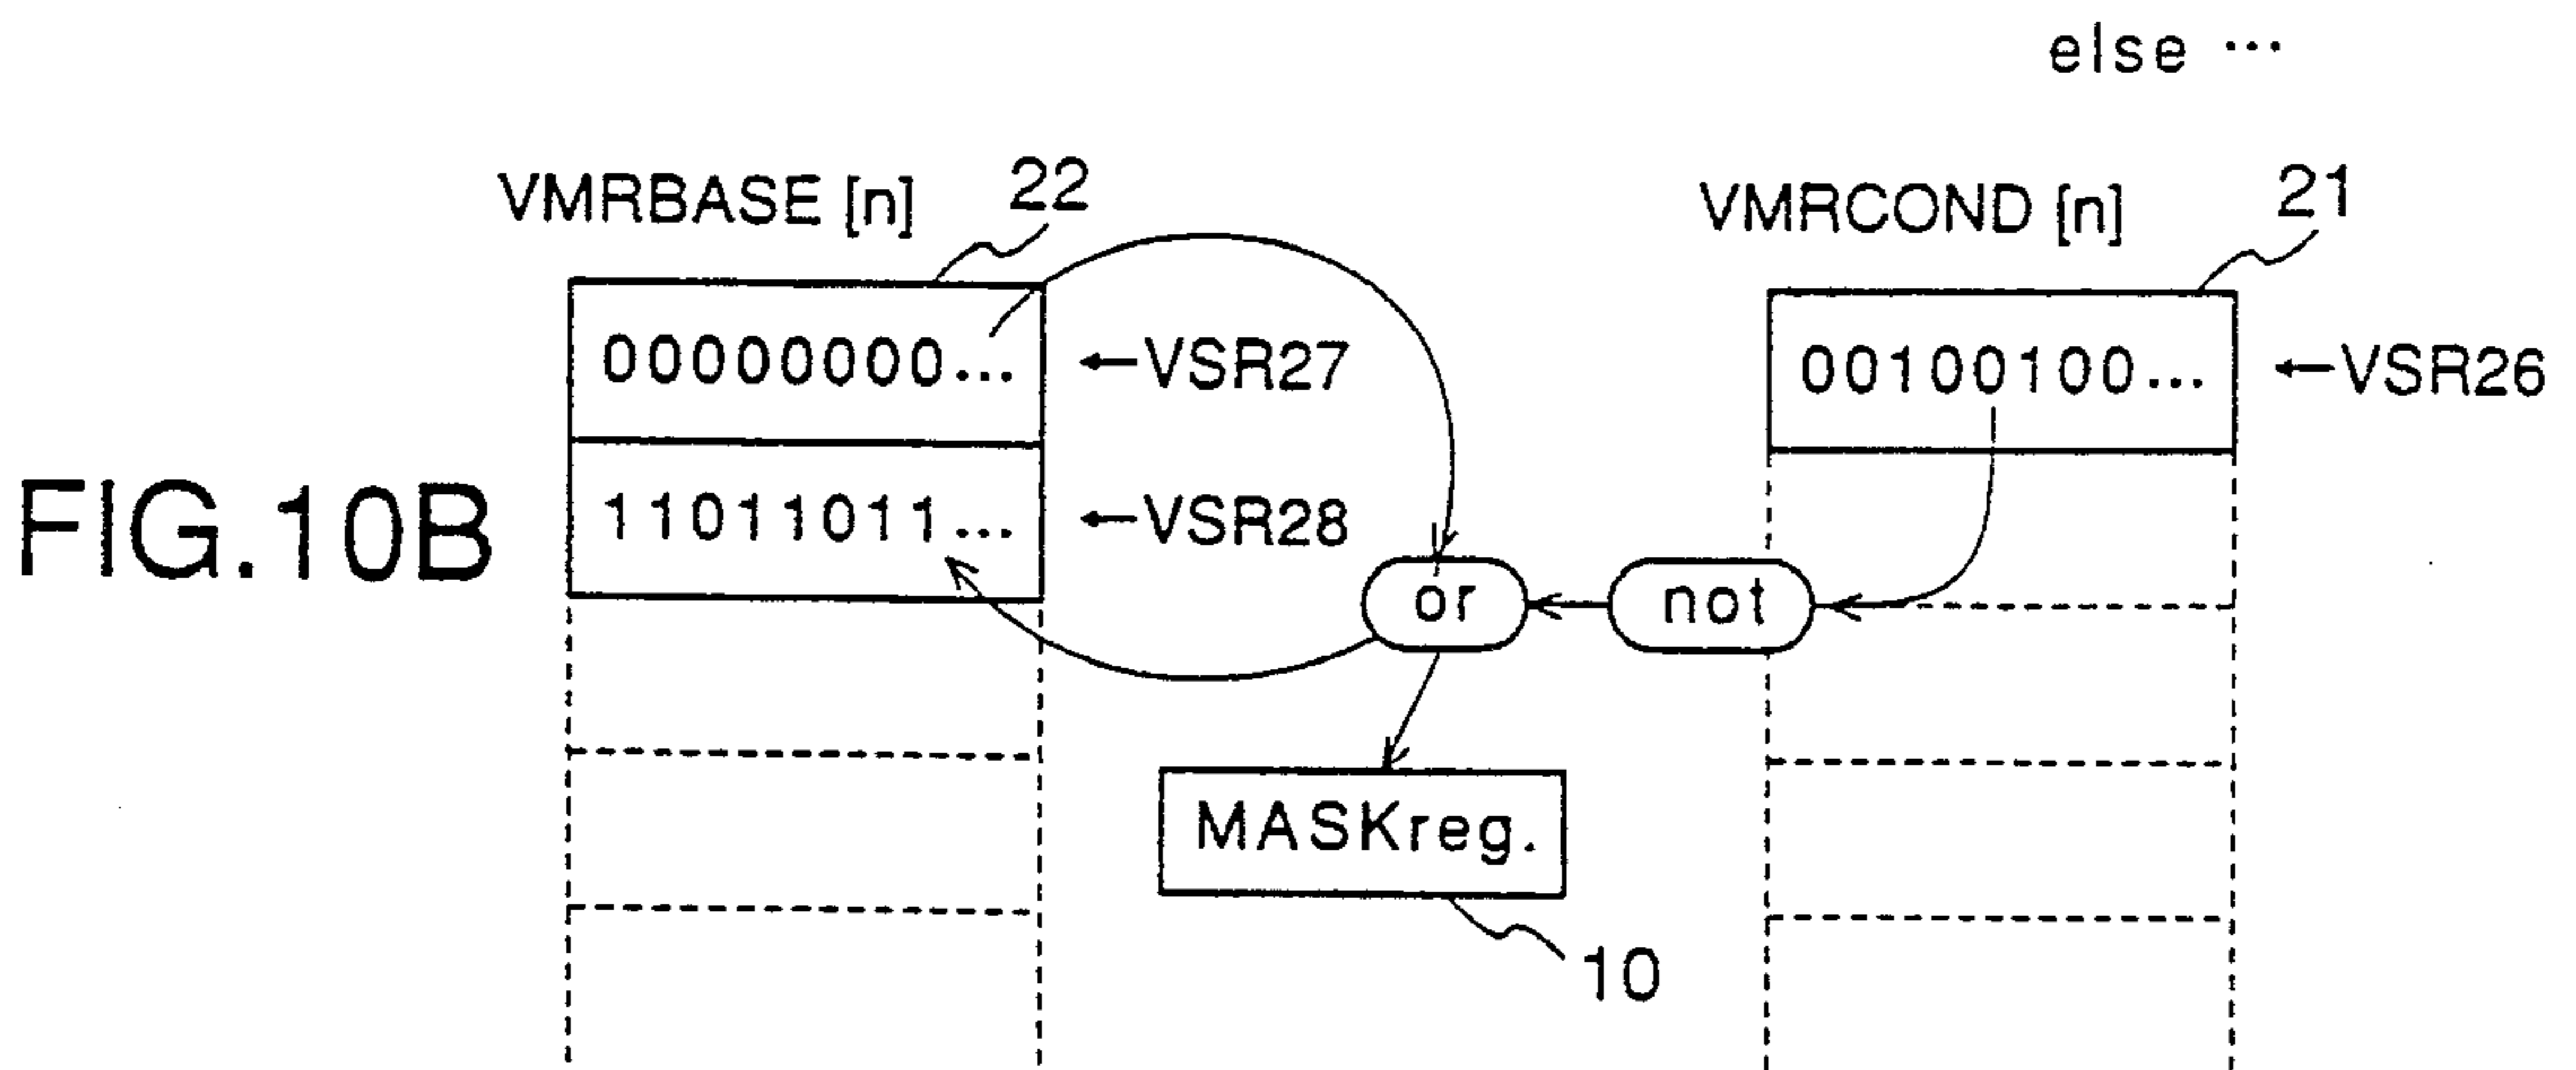 else ...
VMRBASE [n] 22
VMRCOND [n] 21
00000000... ←VSR27
00100100... ←VSR26
11011011... ←VSR28
FIG.10B
or
not
MASKreg.
10